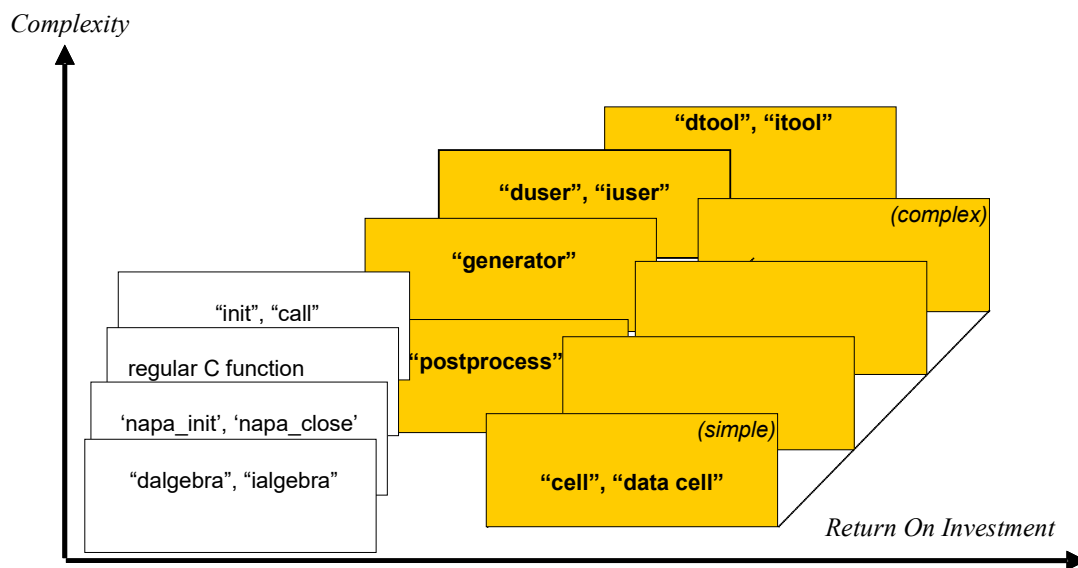 Complexity
“dtool”, “itool”
“duser”, “iuser”
(complex)
“generator”
“init”, “call”
“postprocess”
regular C function
‘napa_init’, ‘napa_close’
(simple)
“dalgebra”, “ialgebra”
“cell”, “data cell”
Return On Investment